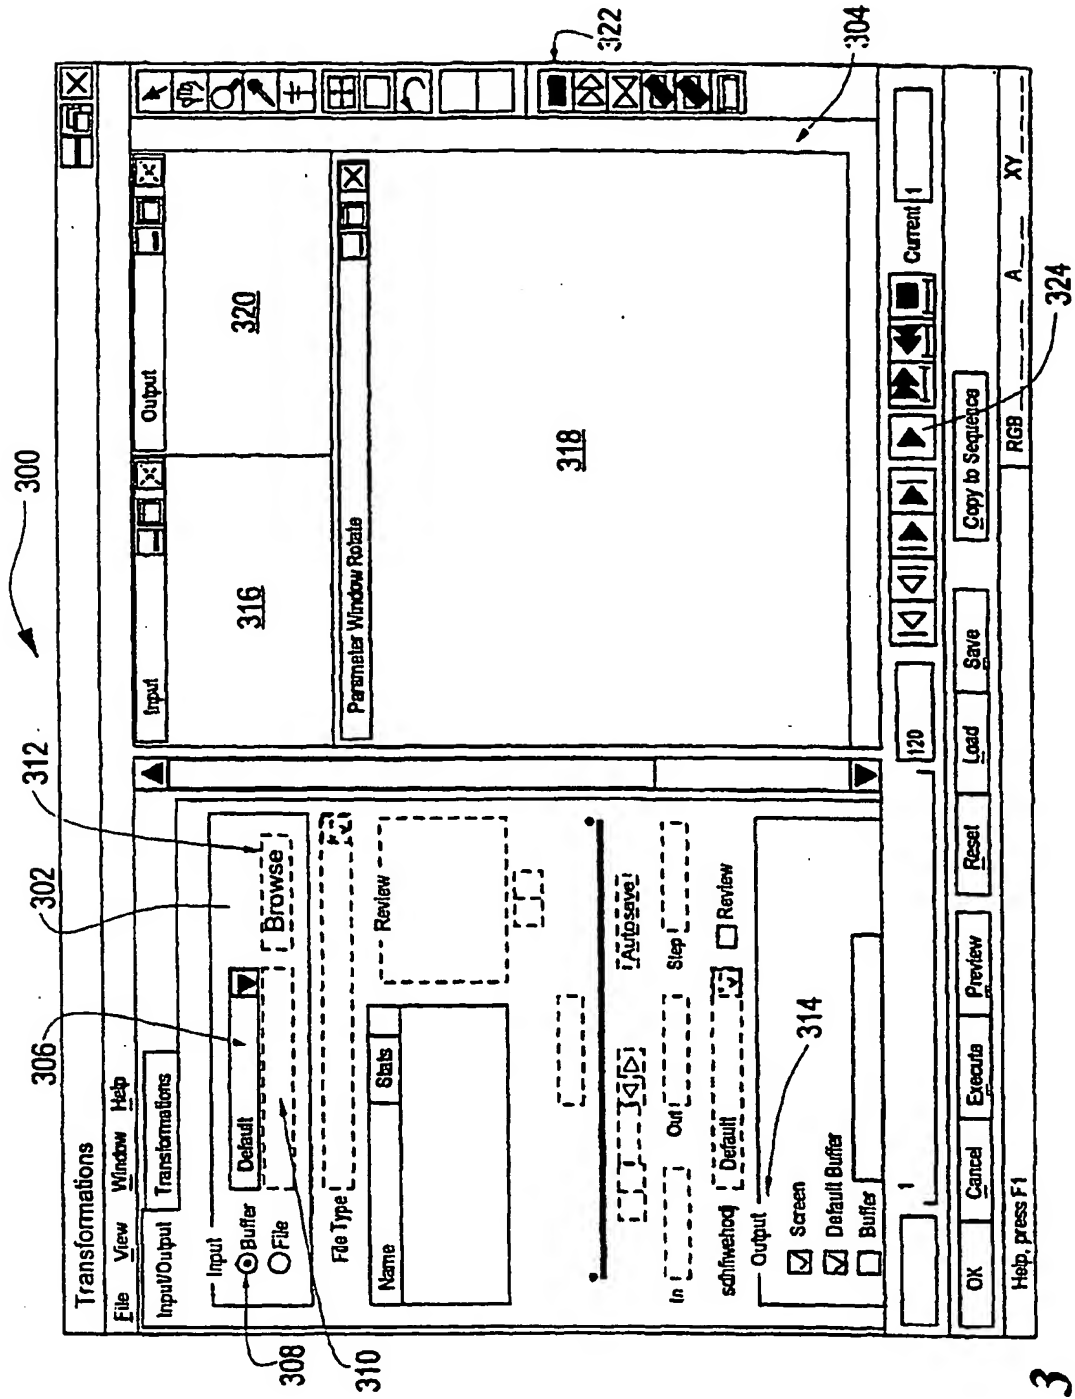 300
Transformations
File View Window Help
Input/Output Transformations
302
312
306
Input
Buffer Default
File Browse
308
310
File Type
Name Stats
Review
Autosave
In Out Step
schfiwehodj Default Review
Output
314
Screen
Default Buffer
Buffer
Input
316
Output
320
Parameter Window Rotate
318
322
304
1
120
Current 1
324
OK Cancel Execute Preview Reset Load Save Copy to Sequence
Help, press F1
RGB A XY
3